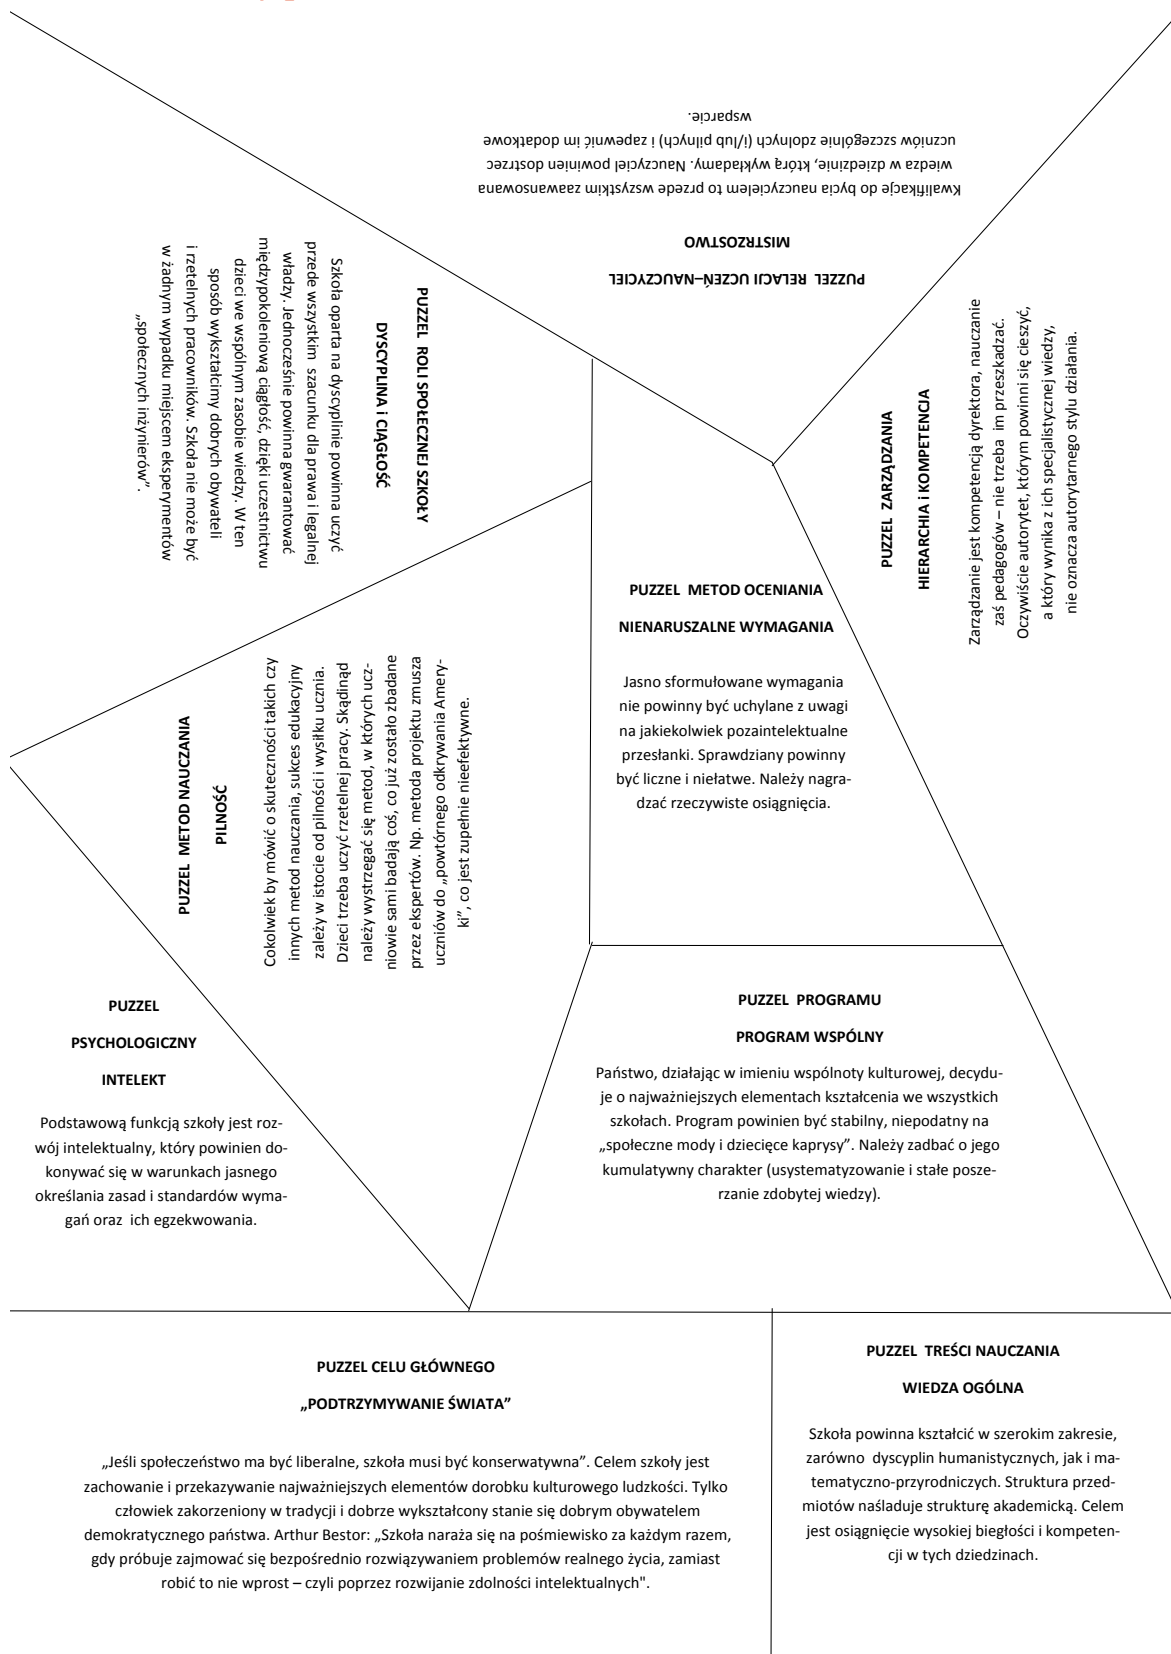 PUZZEL RELACJI UCZEŃ–NAUCZYCIEL
MISTRZOSTWO
Kwalifikacje do bycia nauczycielem to przede wszystkim zaawansowana
wiedza w dziedzinie, którą wykładamy. Nauczyciel powinien dostrzec
uczniów szczególnie zdolnych (i/lub pilnych) i zapewnić im dodatkowe
wsparcie.
PUZZEL ROLI SPOŁECZNEJ SZKOŁY
DYSCYPLINA i CIĄGŁOŚĆ
Szkoła oparta na dyscyplinie powinna uczyć
przede wszystkim szacunku dla prawa i legalnej
władzy. Jednocześnie powinna gwarantować
międzypokoleniową ciągłość, dzięki uczestnictwu
dzieci we wspólnym zasobie wiedzy. W ten
sposób wykształcimy dobrych obywateli
i rzetelnych pracowników. Szkoła nie może być
w żadnym wypadku miejscem eksperymentów
„społecznych inżynierów”.
PUZZEL ZARZĄDZANIA
HIERARCHIA i KOMPETENCJA
Zarządzanie jest kompetencją dyrektora, nauczanie
zaś pedagogów – nie trzeba im przeszkadzać.
Oczywiście autorytet, którym powinni się cieszyć,
a który wynika z ich specjalistycznej wiedzy,
nie oznacza autorytarnego stylu działania.
PUZZEL METOD OCENIANIA
NIENARUSZALNE WYMAGANIA
Jasno sformułowane wymagania
nie powinny być uchylane z uwagi
na jakiekolwiek pozaintelektualne
przesłanki. Sprawdziany powinny
być liczne i niełatwe. Należy nagra-
dzać rzeczywiste osiągnięcia.
PUZZEL METOD NAUCZANIA
PILNOŚĆ
Cokolwiek by mówić o skuteczności takich czy
innych metod nauczania, sukces edukacyjny
zależy w istocie od pilności i wysiłku ucznia.
Dzieci trzeba uczyć rzetelnej pracy. Skądinąd
należy wystrzegać się metod, w których ucz-
niowie sami badają coś, co już zostało zbadane
przez ekspertów. Np. metoda projektu zmusza
uczniów do „powtórnego odkrywania Amery-
ki”, co jest zupełnie nieefektywne.
PUZZEL
PSYCHOLOGICZNY
INTELEKT
Podstawową funkcją szkoły jest roz-
wój intelektualny, który powinien do-
konywać się w warunkach jasnego
określania zasad i standardów wyma-
gań oraz ich egzekwowania.
PUZZEL PROGRAMU
PROGRAM WSPÓLNY
Państwo, działając w imieniu wspólnoty kulturowej, decydu-
je o najważniejszych elementach kształcenia we wszystkich
szkołach. Program powinien być stabilny, niepodatny na
„społeczne mody i dziecięce kaprysy”. Należy zadbać o jego
kumulatywny charakter (usystematyzowanie i stałe posze-
rzanie zdobytej wiedzy).
PUZZEL CELU GŁÓWNEGO
„PODTRZYMYWANIE ŚWIATA”
„Jeśli społeczeństwo ma być liberalne, szkoła musi być konserwatywna”. Celem szkoły jest
zachowanie i przekazywanie najważniejszych elementów dorobku kulturowego ludzkości. Tylko
człowiek zakorzeniony w tradycji i dobrze wykształcony stanie się dobrym obywatelem
demokratycznego państwa. Arthur Bestor: „Szkoła naraża się na pośmiewisko za każdym razem,
gdy próbuje zajmować się bezpośrednio rozwiązywaniem problemów realnego życia, zamiast
robić to nie wprost – czyli poprzez rozwijanie zdolności intelektualnych".
PUZZEL TREŚCI NAUCZANIA
WIEDZA OGÓLNA
Szkoła powinna kształcić w szerokim zakresie,
zarówno dyscyplin humanistycznych, jak i ma-
tematyczno-przyrodniczych. Struktura przed-
miotów naśladuje strukturę akademicką. Celem
jest osiągnięcie wysokiej biegłości i kompeten-
cji w tych dziedzinach.